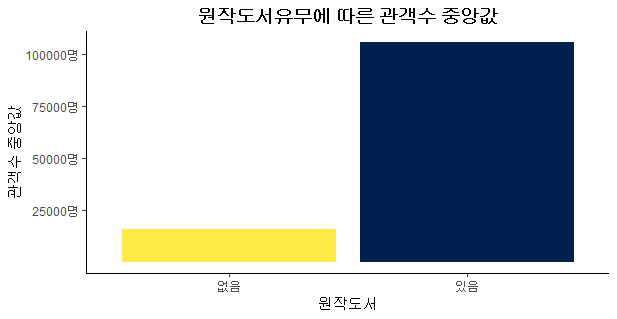 원작도서유무에 따른 관객수 중앙값
관객수 중앙값
100000명
75000명
50000명
25000명
없음
있음
원작도서